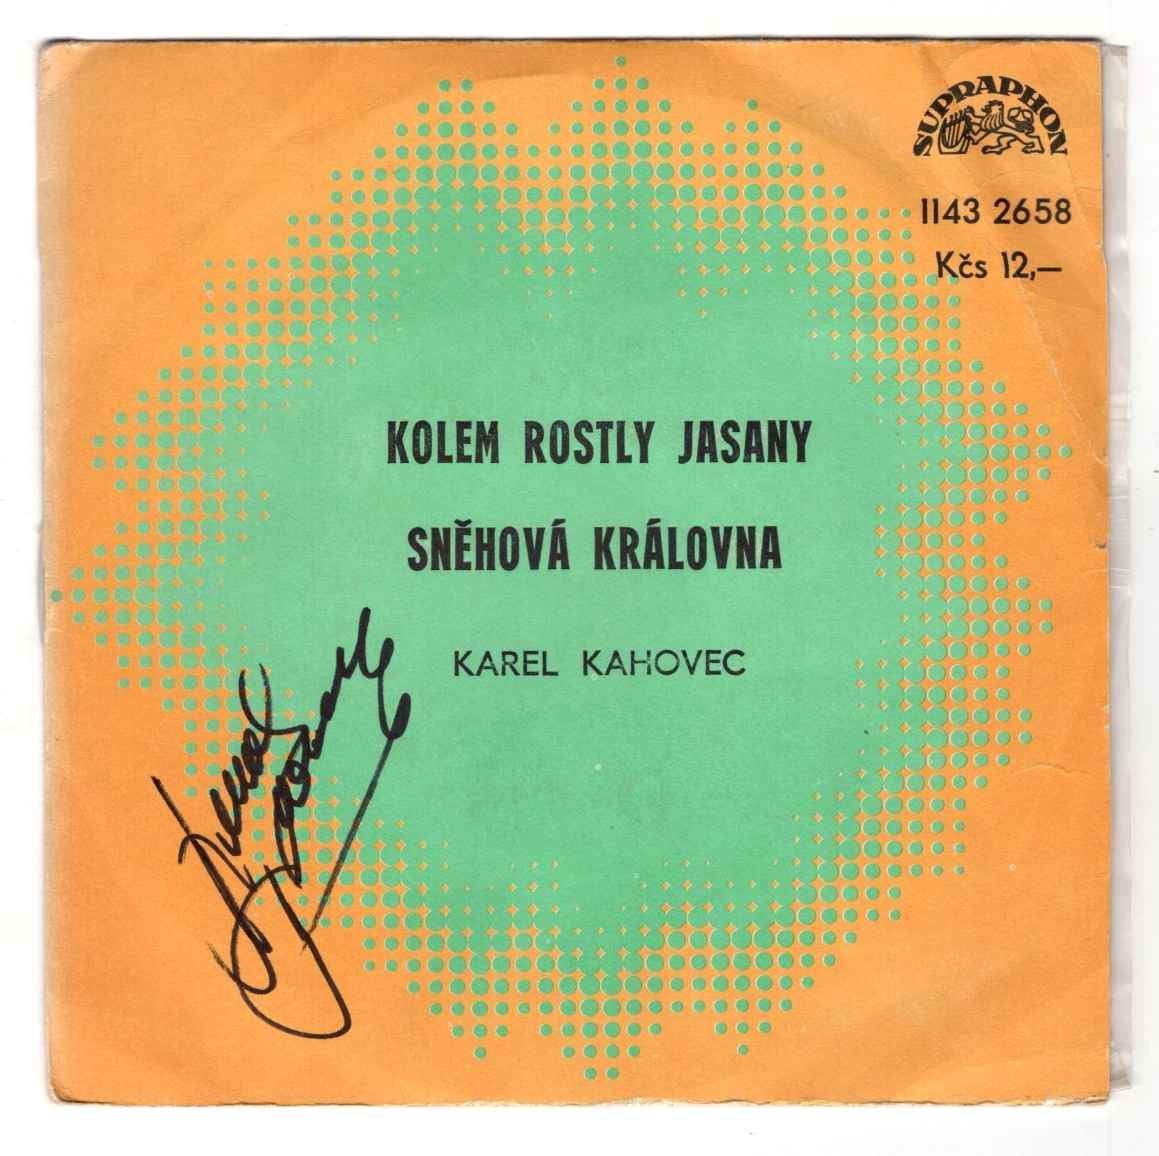 SUPRAPHON
1143 2658
Kčs 12,—
KOLEM ROSTLY JASANY
SNĚHOVÁ KRÁLOVNA
KAREL KAHOVEC